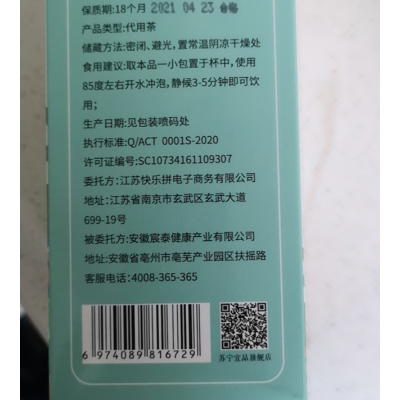 保质期:18个月 2021 04 23 合格
产品类型:代用茶
储藏方法:密闭、避光,置常温阴凉干燥处
食用建议:取本品一小包置于杯中,使用
85度左右开水冲泡,静候3-5分钟即可饮
用;
生产日期:见包装喷码处
执行标准:Q/ACT 0001S-2020
许可证编号:SC10734161109307
委托方:江苏快乐拼电子商务有限公司
地址:江苏省南京市玄武区玄武大道
699-19号
被委托方:安徽宸泰健康产业有限公司
地址:安徽省亳州市亳芜产业园区扶摇路
客服电话:4008-365-365
6 974089 816729
苏宁宜品旗舰店